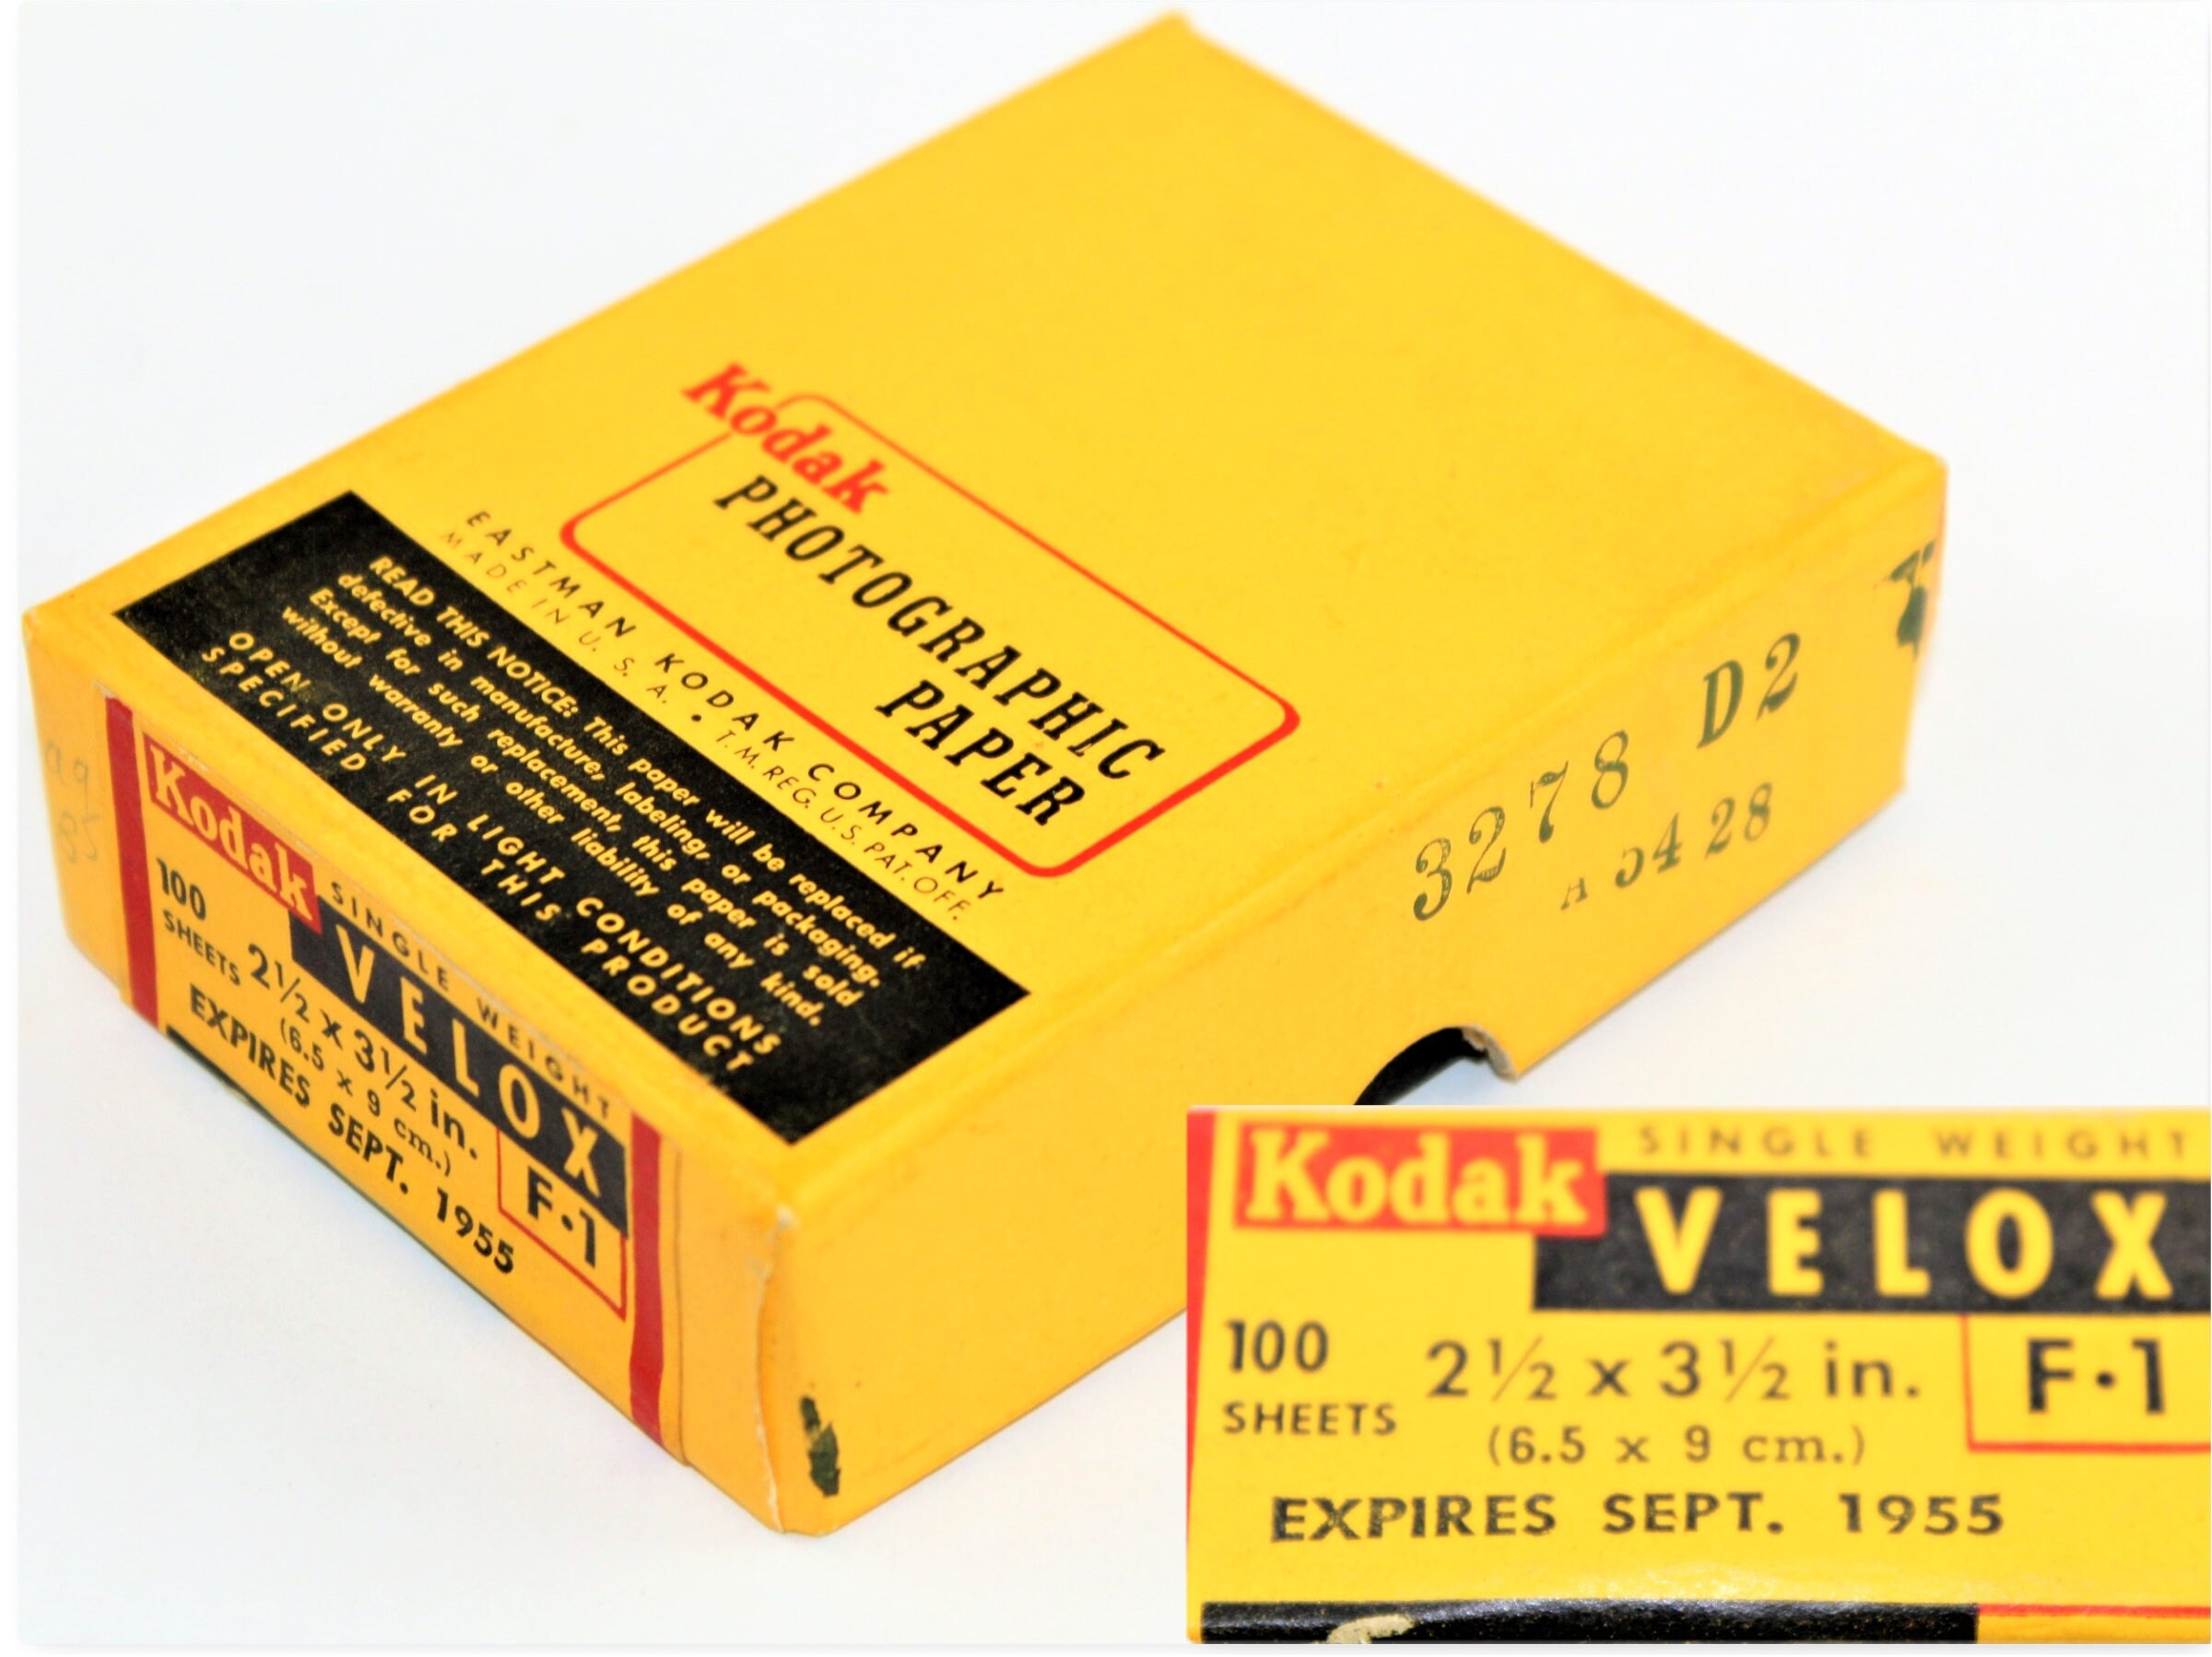 Kodak
PHOTOGRAPHIC
PAPER
EASTMAN KODAK COMPANY
MADE IN U. S. A. • T.M. REG. U.S. PAT. OFF.
READ THIS NOTICE: This paper will be replaced if
defective in manufacture, labeling, or packaging.
Except for such replacement, this paper is sold
without warranty or other liability of any kind.
OPEN ONLY IN LIGHT CONDITIONS
SPECIFIED FOR THIS PRODUCT
Kodak SINGLE WEIGHT
VELOX
100
SHEETS
2½ x 3½ in.
(6.5 x 9 cm.)
F·1
EXPIRES SEPT. 1955
3278 D2
Kodak SINGLE WEIGHT
VELOX
100
SHEETS
2½ x 3½ in.
(6.5 x 9 cm.)
F·1
EXPIRES SEPT. 1955